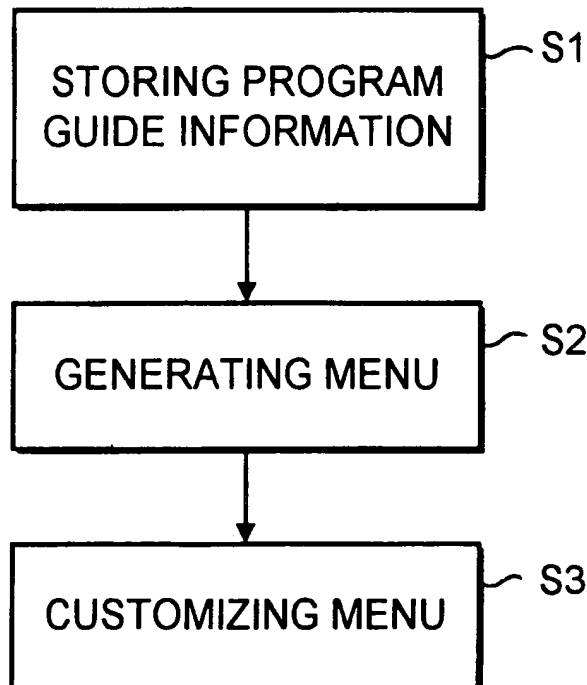 STORING PROGRAM
GUIDE INFORMATION
S1
GENERATING MENU
S2
CUSTOMIZING MENU
S3